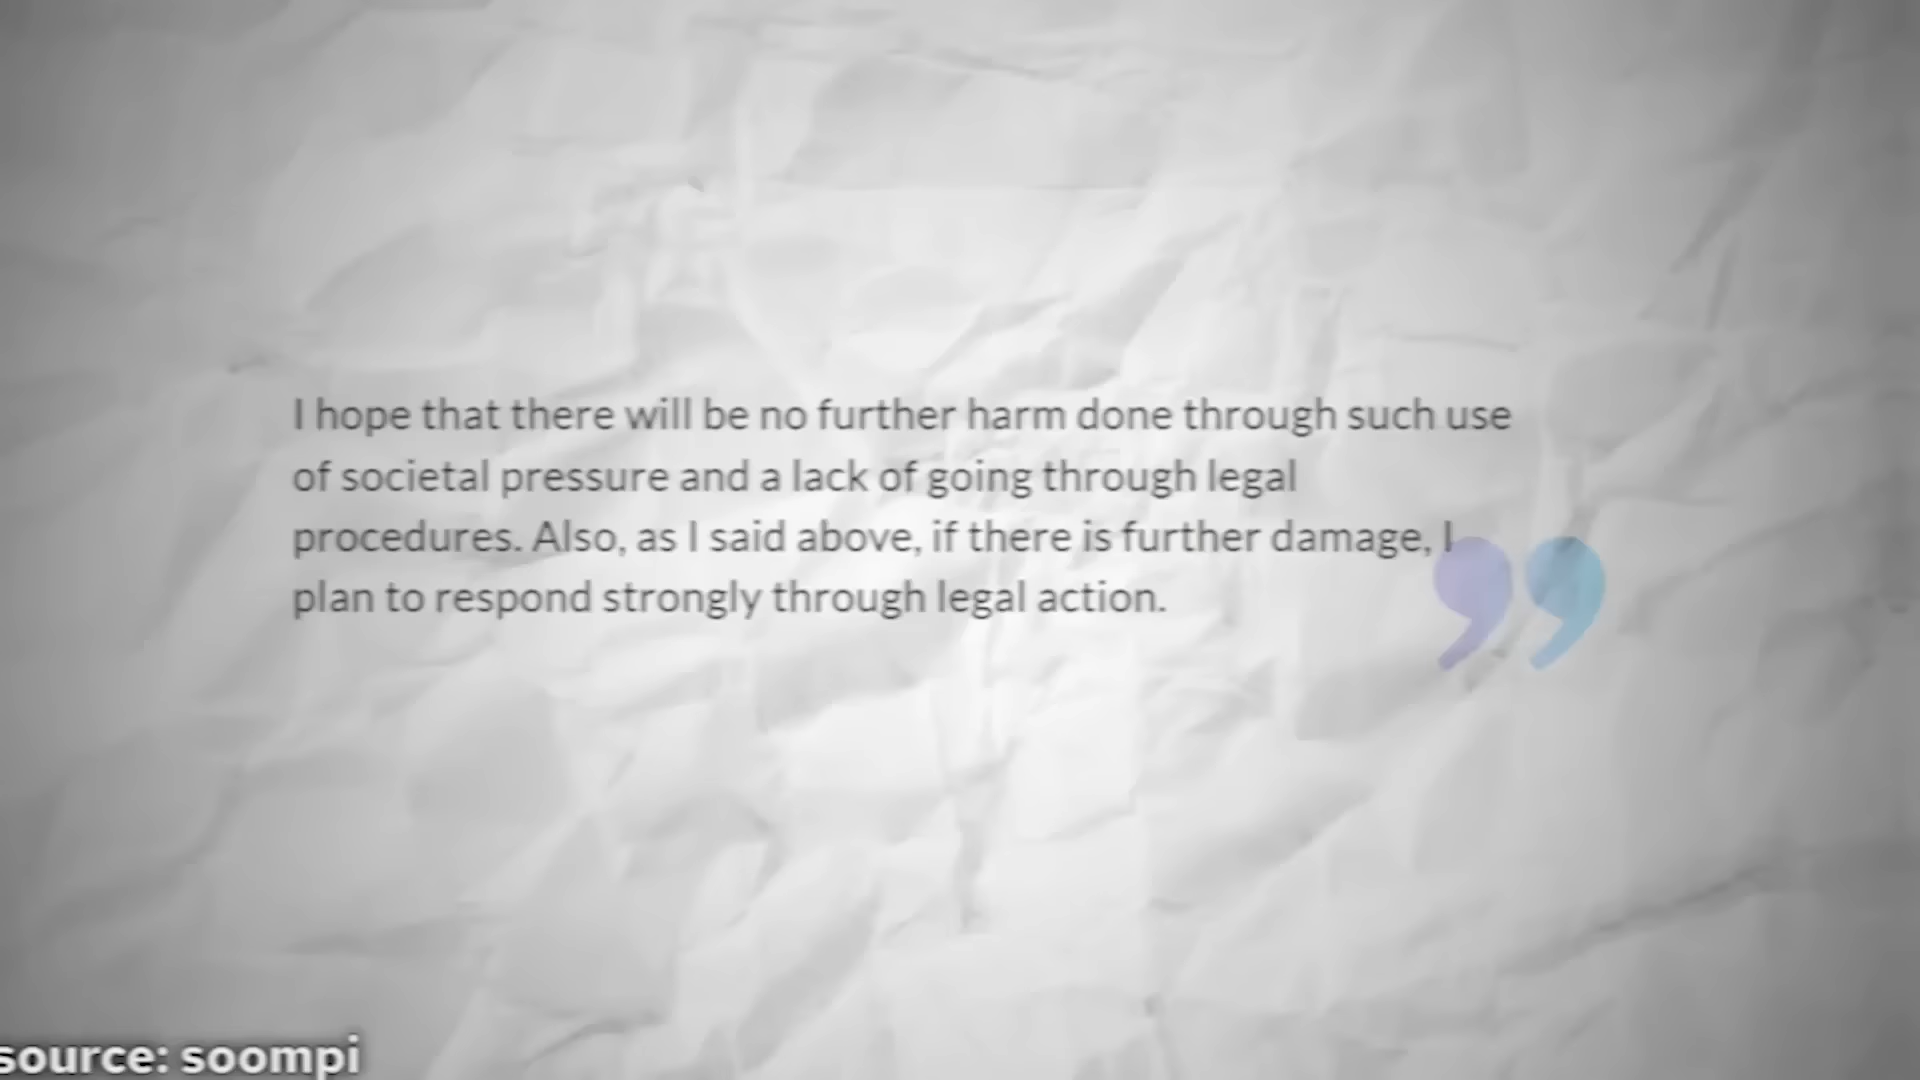 I hope that there will be no further harm done through such use
of societal pressure and a lack of going through legal
procedures. Also, as I said above, if there is further damage, I
plan to respond strongly through legal action.
”
source: soompi